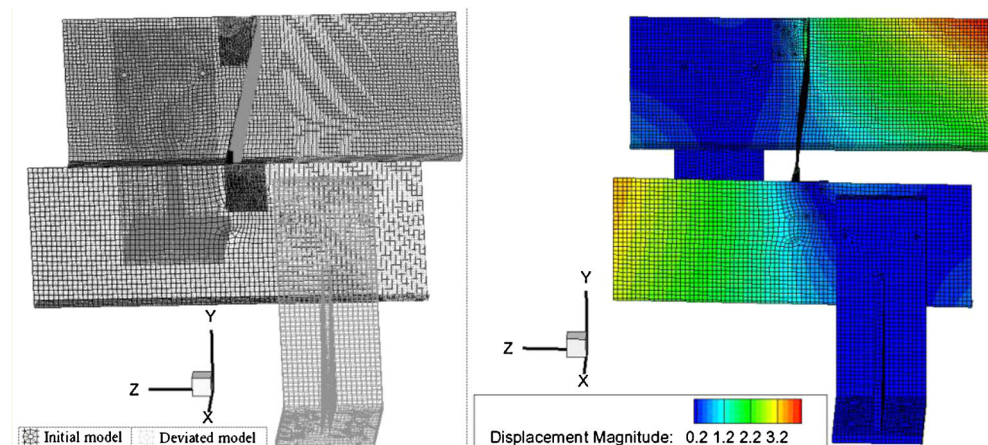 Y
Z
X
Initial model Deviated model
Y
Z
X
Displacement Magnitude: 0.2 1.2 2.2 3.2